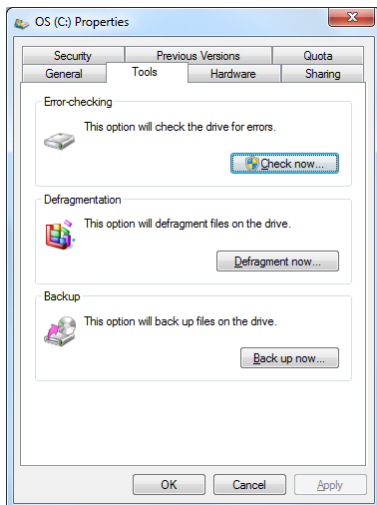 OS (C:) Properties
Security Previous Versions Quota
General Tools Hardware Sharing
Error-checking
This option will check the drive for errors.
Check now...
Defragmentation
This option will defragment files on the drive.
Defragment now...
Backup
This option will back up files on the drive.
Back up now...
OK Cancel Apply